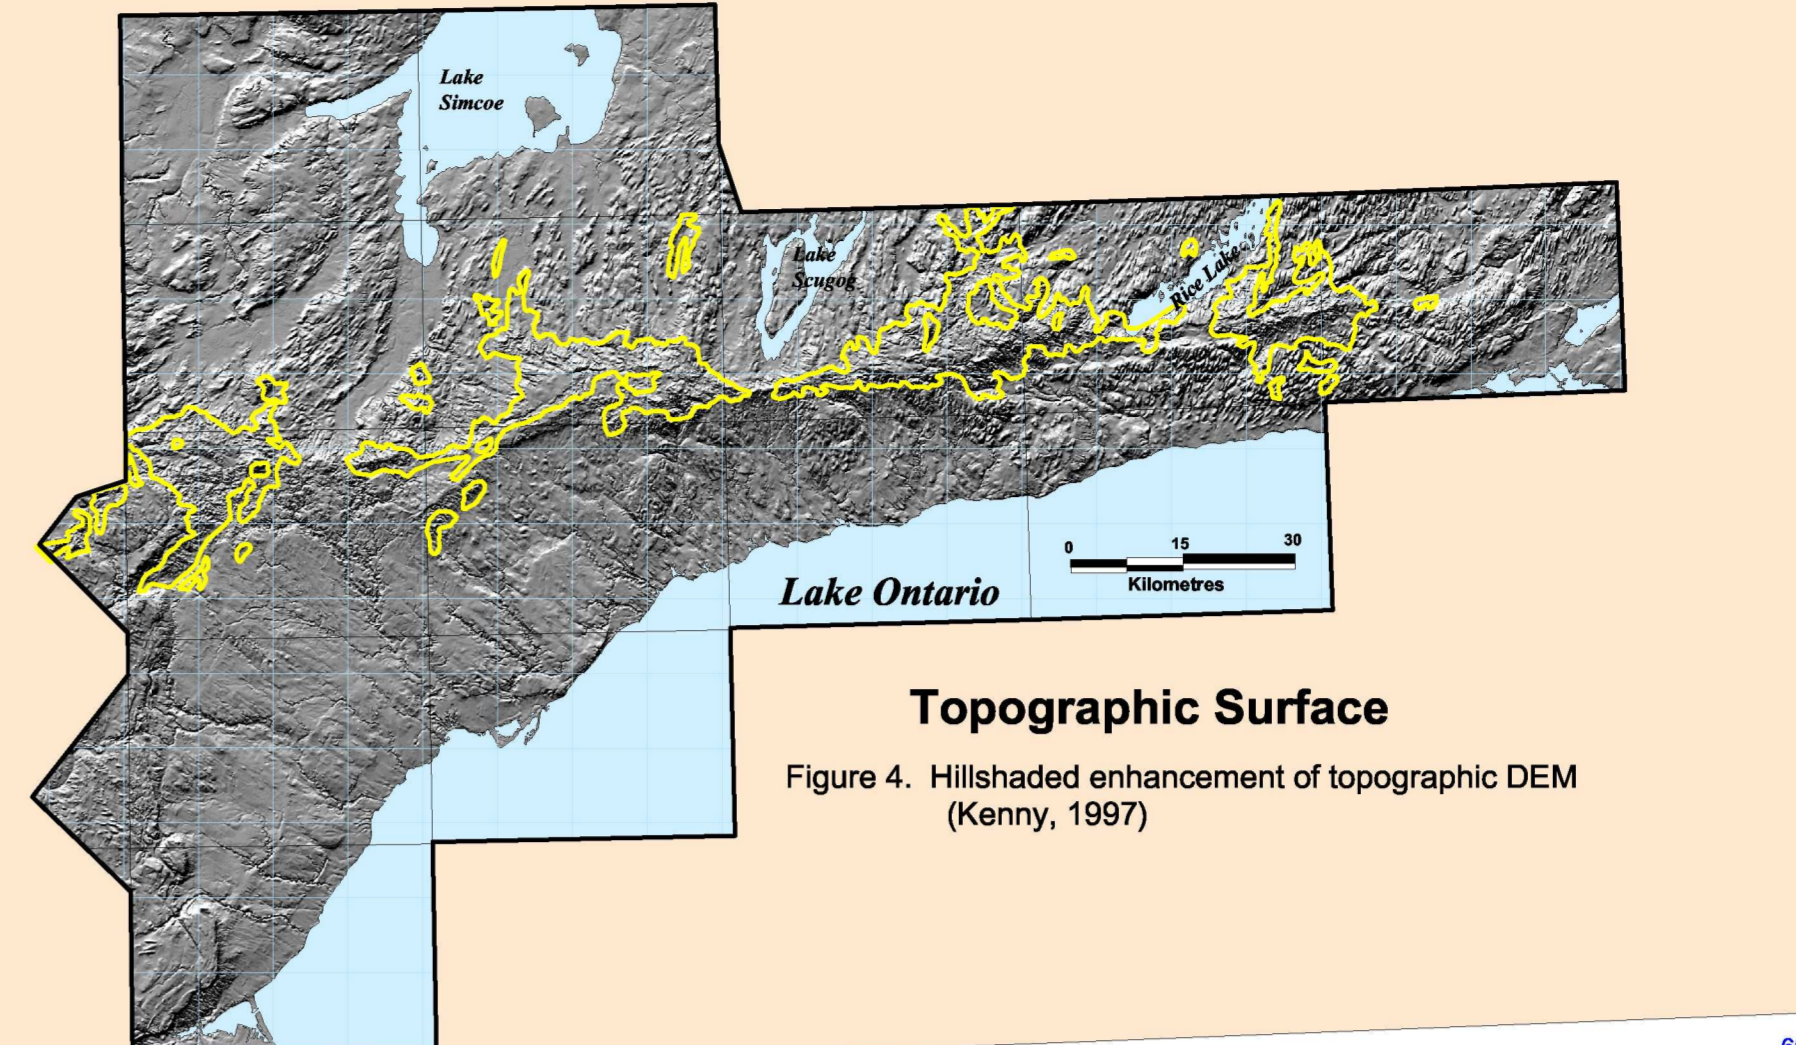 Lake
Simcoe
Lake
Scugog
Rice Lake
0 15 30
Kilometres
Lake Ontario
Topographic Surface
Figure 4. Hillshaded enhancement of topographic DEM
(Kenny, 1997)